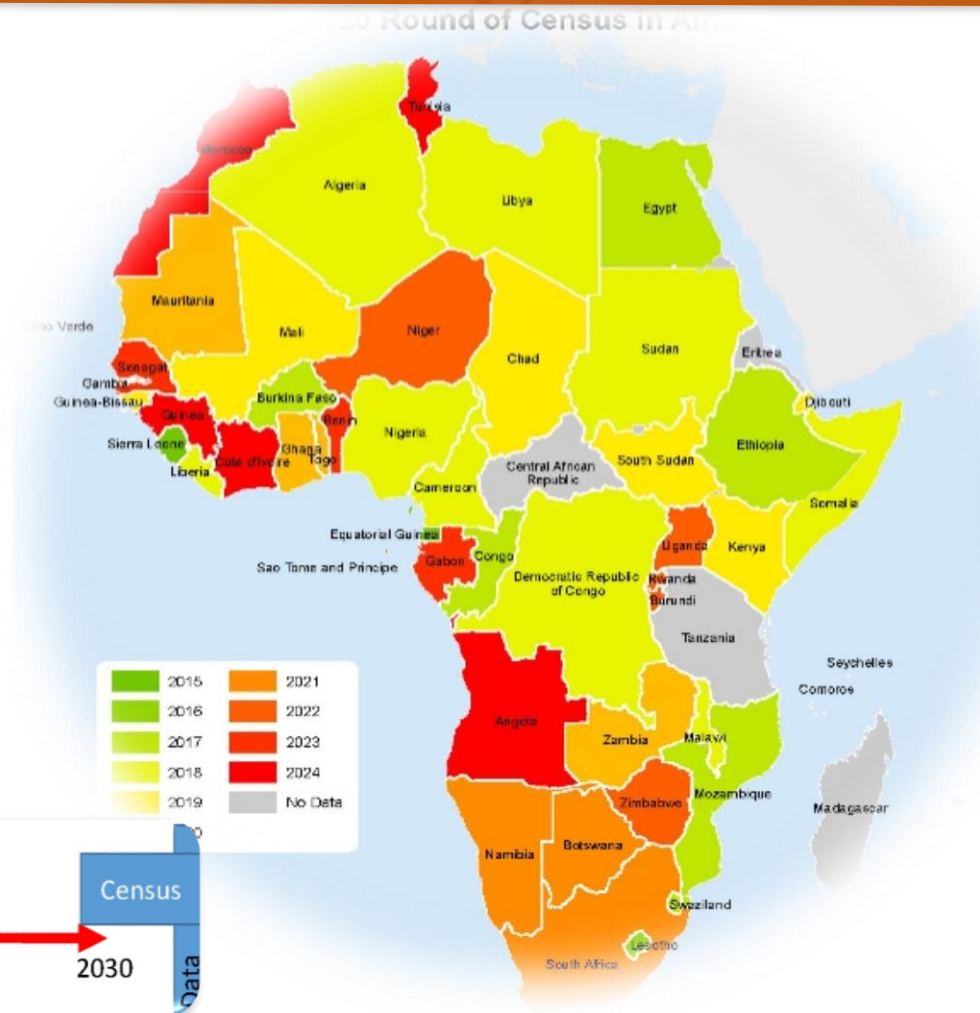 20 Round of Census in
Tunisia
Morocco
Algeria
Libya
Egypt
Mauritania
Verde
Mali
Niger
Chad
Sudan
Eritrea
Senegal
Gambia
Guinea-Bissau
Guinea
Burkina Faso
Benin
Djibouti
Sierra Leone
Ghana
Togo
Nigeria
Cote d'Ivoire
Liberia
Central African
Republic
South Sudan
Ethiopia
Cameroon
Somalia
Equatorial Guinea
Gabon
Congo
Uganda
Kenya
Sao Tome and Principe
Democratic Republic
of Congo
Rwanda
Burundi
Tanzania
Seychelles
Comoros
2015
2016
2017
2018
2019
2021
2022
2023
2024
No Data
Angola
Zambia
Malawi
Mozambique
Zimbabwe
Madagascar
Namibia
Botswana
Swaziland
Lesotho
South Africa
Census
2030
Data